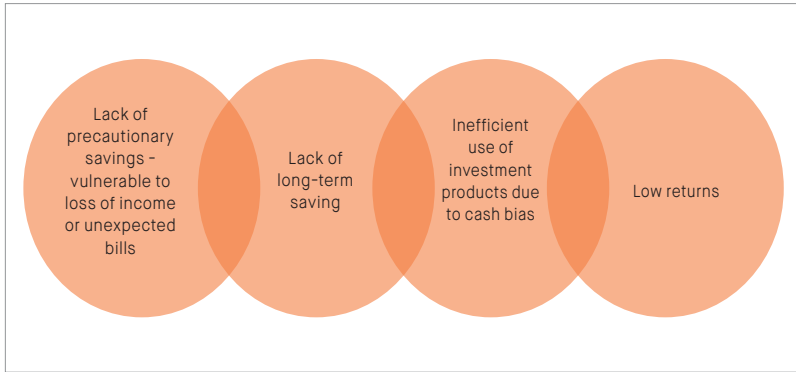 Lack of
precautionary
savings -
vulnerable to
loss of income
or unexpected
bills
Lack of
long-term
saving
Inefficient
use of
investment
products due
to cash bias
Low returns